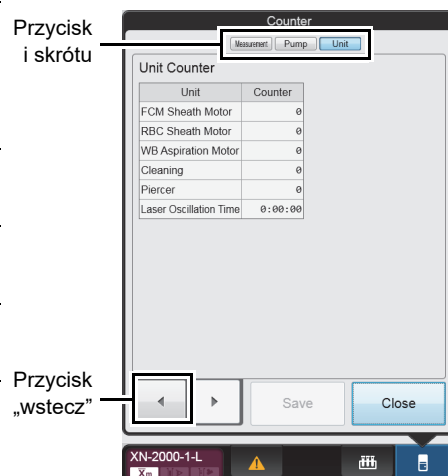 Counter
Przycisk
i skrótu
Measurement Pump Unit
Unit Counter
Unit Counter
FCM Sheath Motor 0
RBC Sheath Motor 0
WB Aspiration Motor 0
Cleaning 0
Piercer 0
Laser Oscillation Time 0:00:00
Przycisk
„wstecz”
Save Close
XN-2000-1-L
Xm